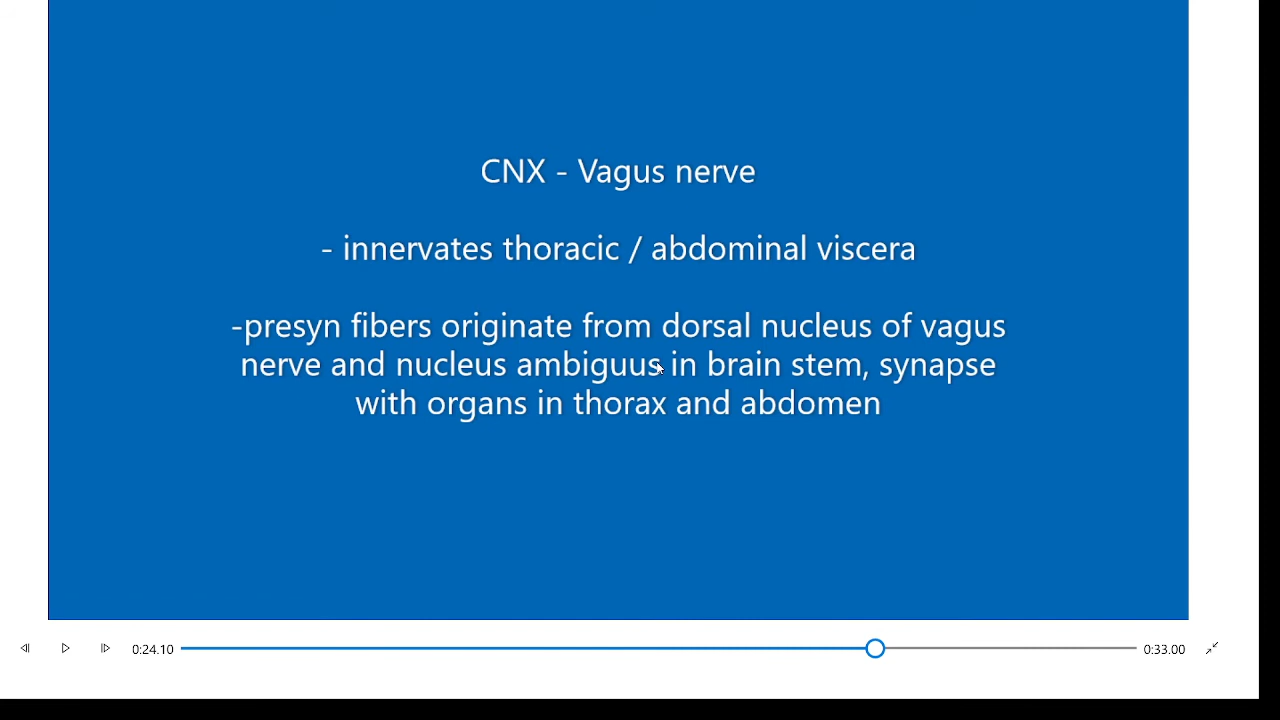 CNX - Vagus nerve
- innervates thoracic / abdominal viscera
-presyn fibers originate from dorsal nucleus of vagus
nerve and nucleus ambiguus in brain stem, synapse
with organs in thorax and abdomen
0:24.10
0:33.00